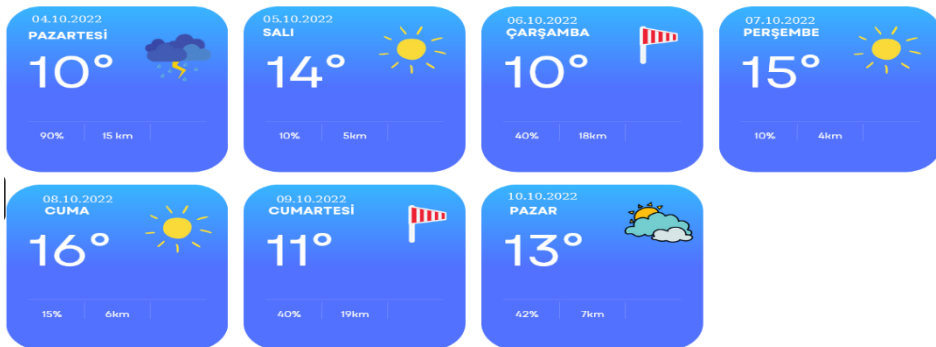 04.10.2022
PAZARTESİ
10°
90% 15 km
05.10.2022
SALI
14°
10% 5km
06.10.2022
ÇARŞAMBA
10°
40% 18km
07.10.2022
PERŞEMBE
15°
10% 4km
08.10.2022
CUMA
16°
15% 6km
09.10.2022
CUMARTESİ
11°
40% 19km
10.10.2022
PAZAR
13°
42% 7km